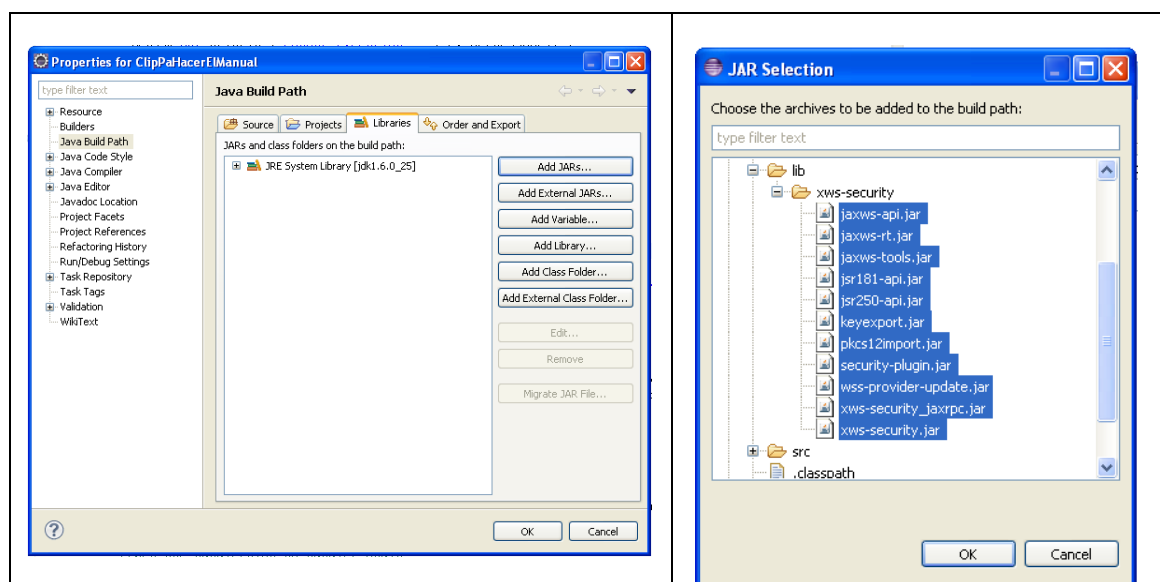 Properties for ClipPaHacerElManual
type filter text
Resource
Builders
Java Build Path
Java Code Style
Java Compiler
Java Editor
Javadoc Location
Project Facets
Project References
Refactoring History
Run/Debug Settings
Task Repository
Task Tags
Validation
WikiText
Java Build Path
Source Projects Libraries Order and Export
JARs and class folders on the build path:
JRE System Library [jdk1.6.0_25]
Add JARs...
Add External JARs...
Add Variable...
Add Library...
Add Class Folder...
Add External Class Folder...
Edit...
Remove
Migrate JAR File...
?
OK Cancel
JAR Selection
Choose the archives to be added to the build path:
type filter text
lib
xws-security
jaxws-api.jar
jaxws-rt.jar
jaxws-tools.jar
jsr181-api.jar
jsr250-api.jar
keyexport.jar
pkcs12import.jar
security-plugin.jar
wss-provider-update.jar
xws-security_jaxrpc.jar
xws-security.jar
src
.classpath
OK Cancel